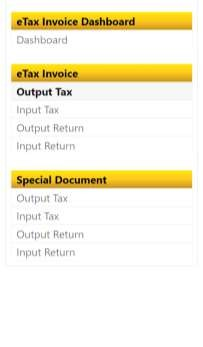 eTax Invoice Dashboard
Dashboard
eTax Invoice
Output Tax
Input Tax
Output Return
Input Return
Special Document
Output Tax
Input Tax
Output Return
Input Return